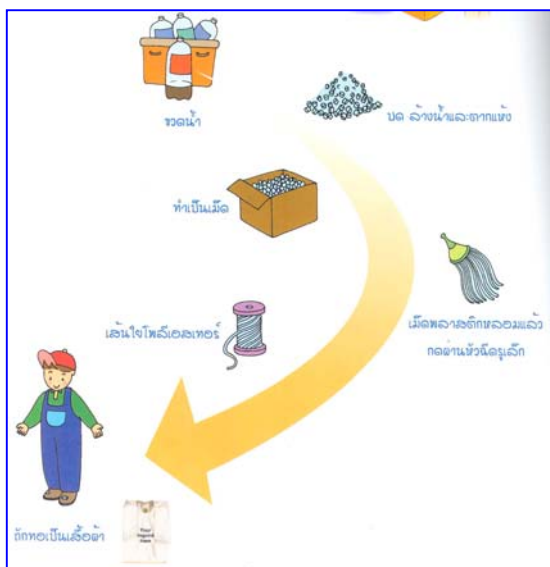 ขวดน้ำ
บด ล้างน้ำและตากแห้ง
ทำเป็นเม็ด
เม็ดพลาสติกหลอมแล้ว
กดผ่านหัวฉีดรูเล็ก
เส้นใยโพลีเอสเทอร์
ถักทอเป็นเสื้อผ้า